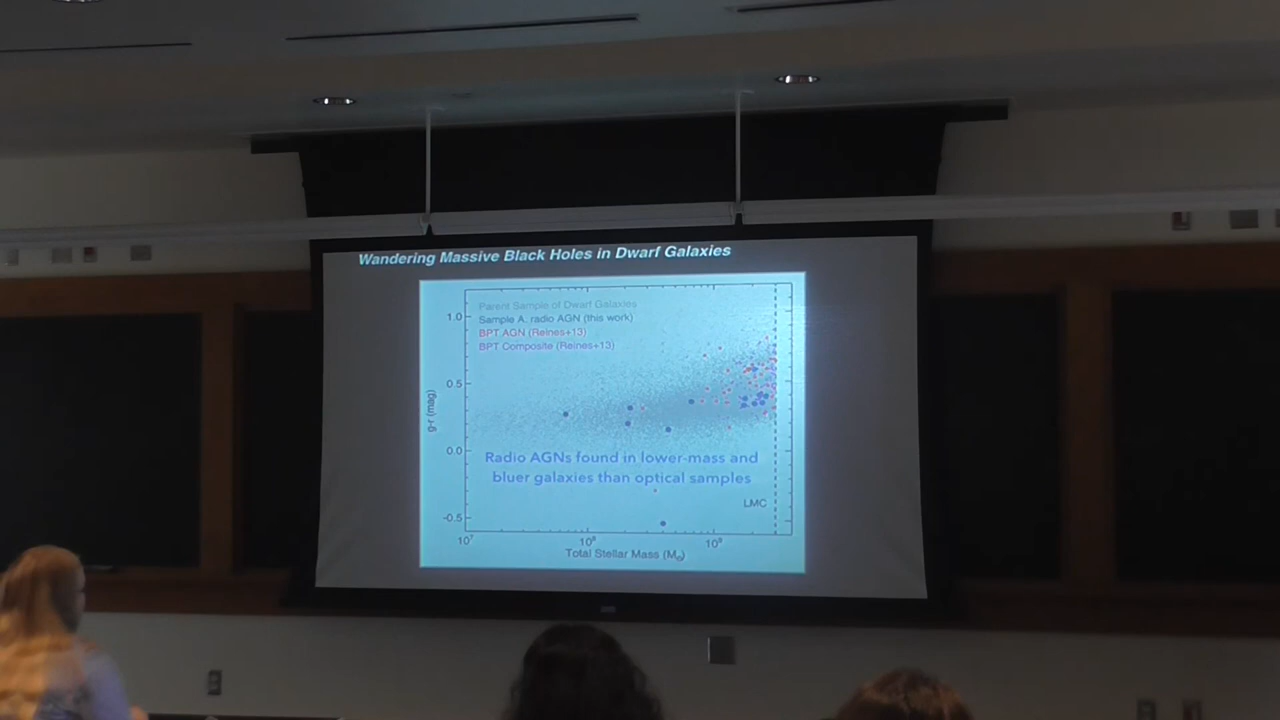 Wandering Massive Black Holes in Dwarf Galaxies
Parent Sample of Dwarf Galaxies
Sample A: radio AGN (this work)
BPT AGN (Reines+13)
BPT Composite (Reines+13)
1.0
0.5
0.0
-0.5
g-r (mag)
Radio AGNs found in lower-mass and
bluer galaxies than optical samples
LMC
10⁷
10⁸
10⁹
Total Stellar Mass (M⊙)